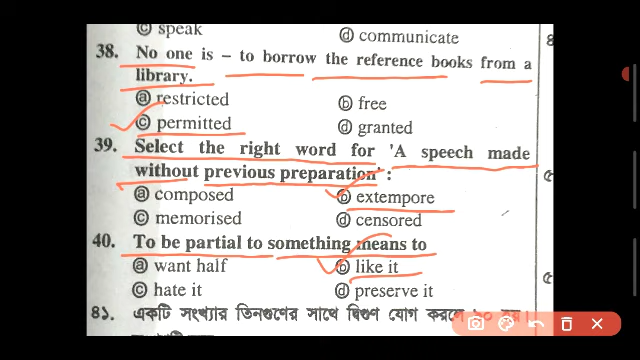 ⓒ speak ⓓ communicate
38. No one is – to borrow the reference books from a
library.
ⓐ restricted ⓑ free
ⓒ permitted ⓓ granted
39. Select the right word for 'A speech made
without previous preparation' :
ⓐ composed ⓑ extempore
ⓒ memorised ⓓ censored
40. To be partial to something means to
ⓐ want half ⓑ like it
ⓒ hate it ⓓ preserve it
৪১. একটি সংখ্যার তিনগুণের সাথে দ্বিগুণ যোগ করলে ৯০